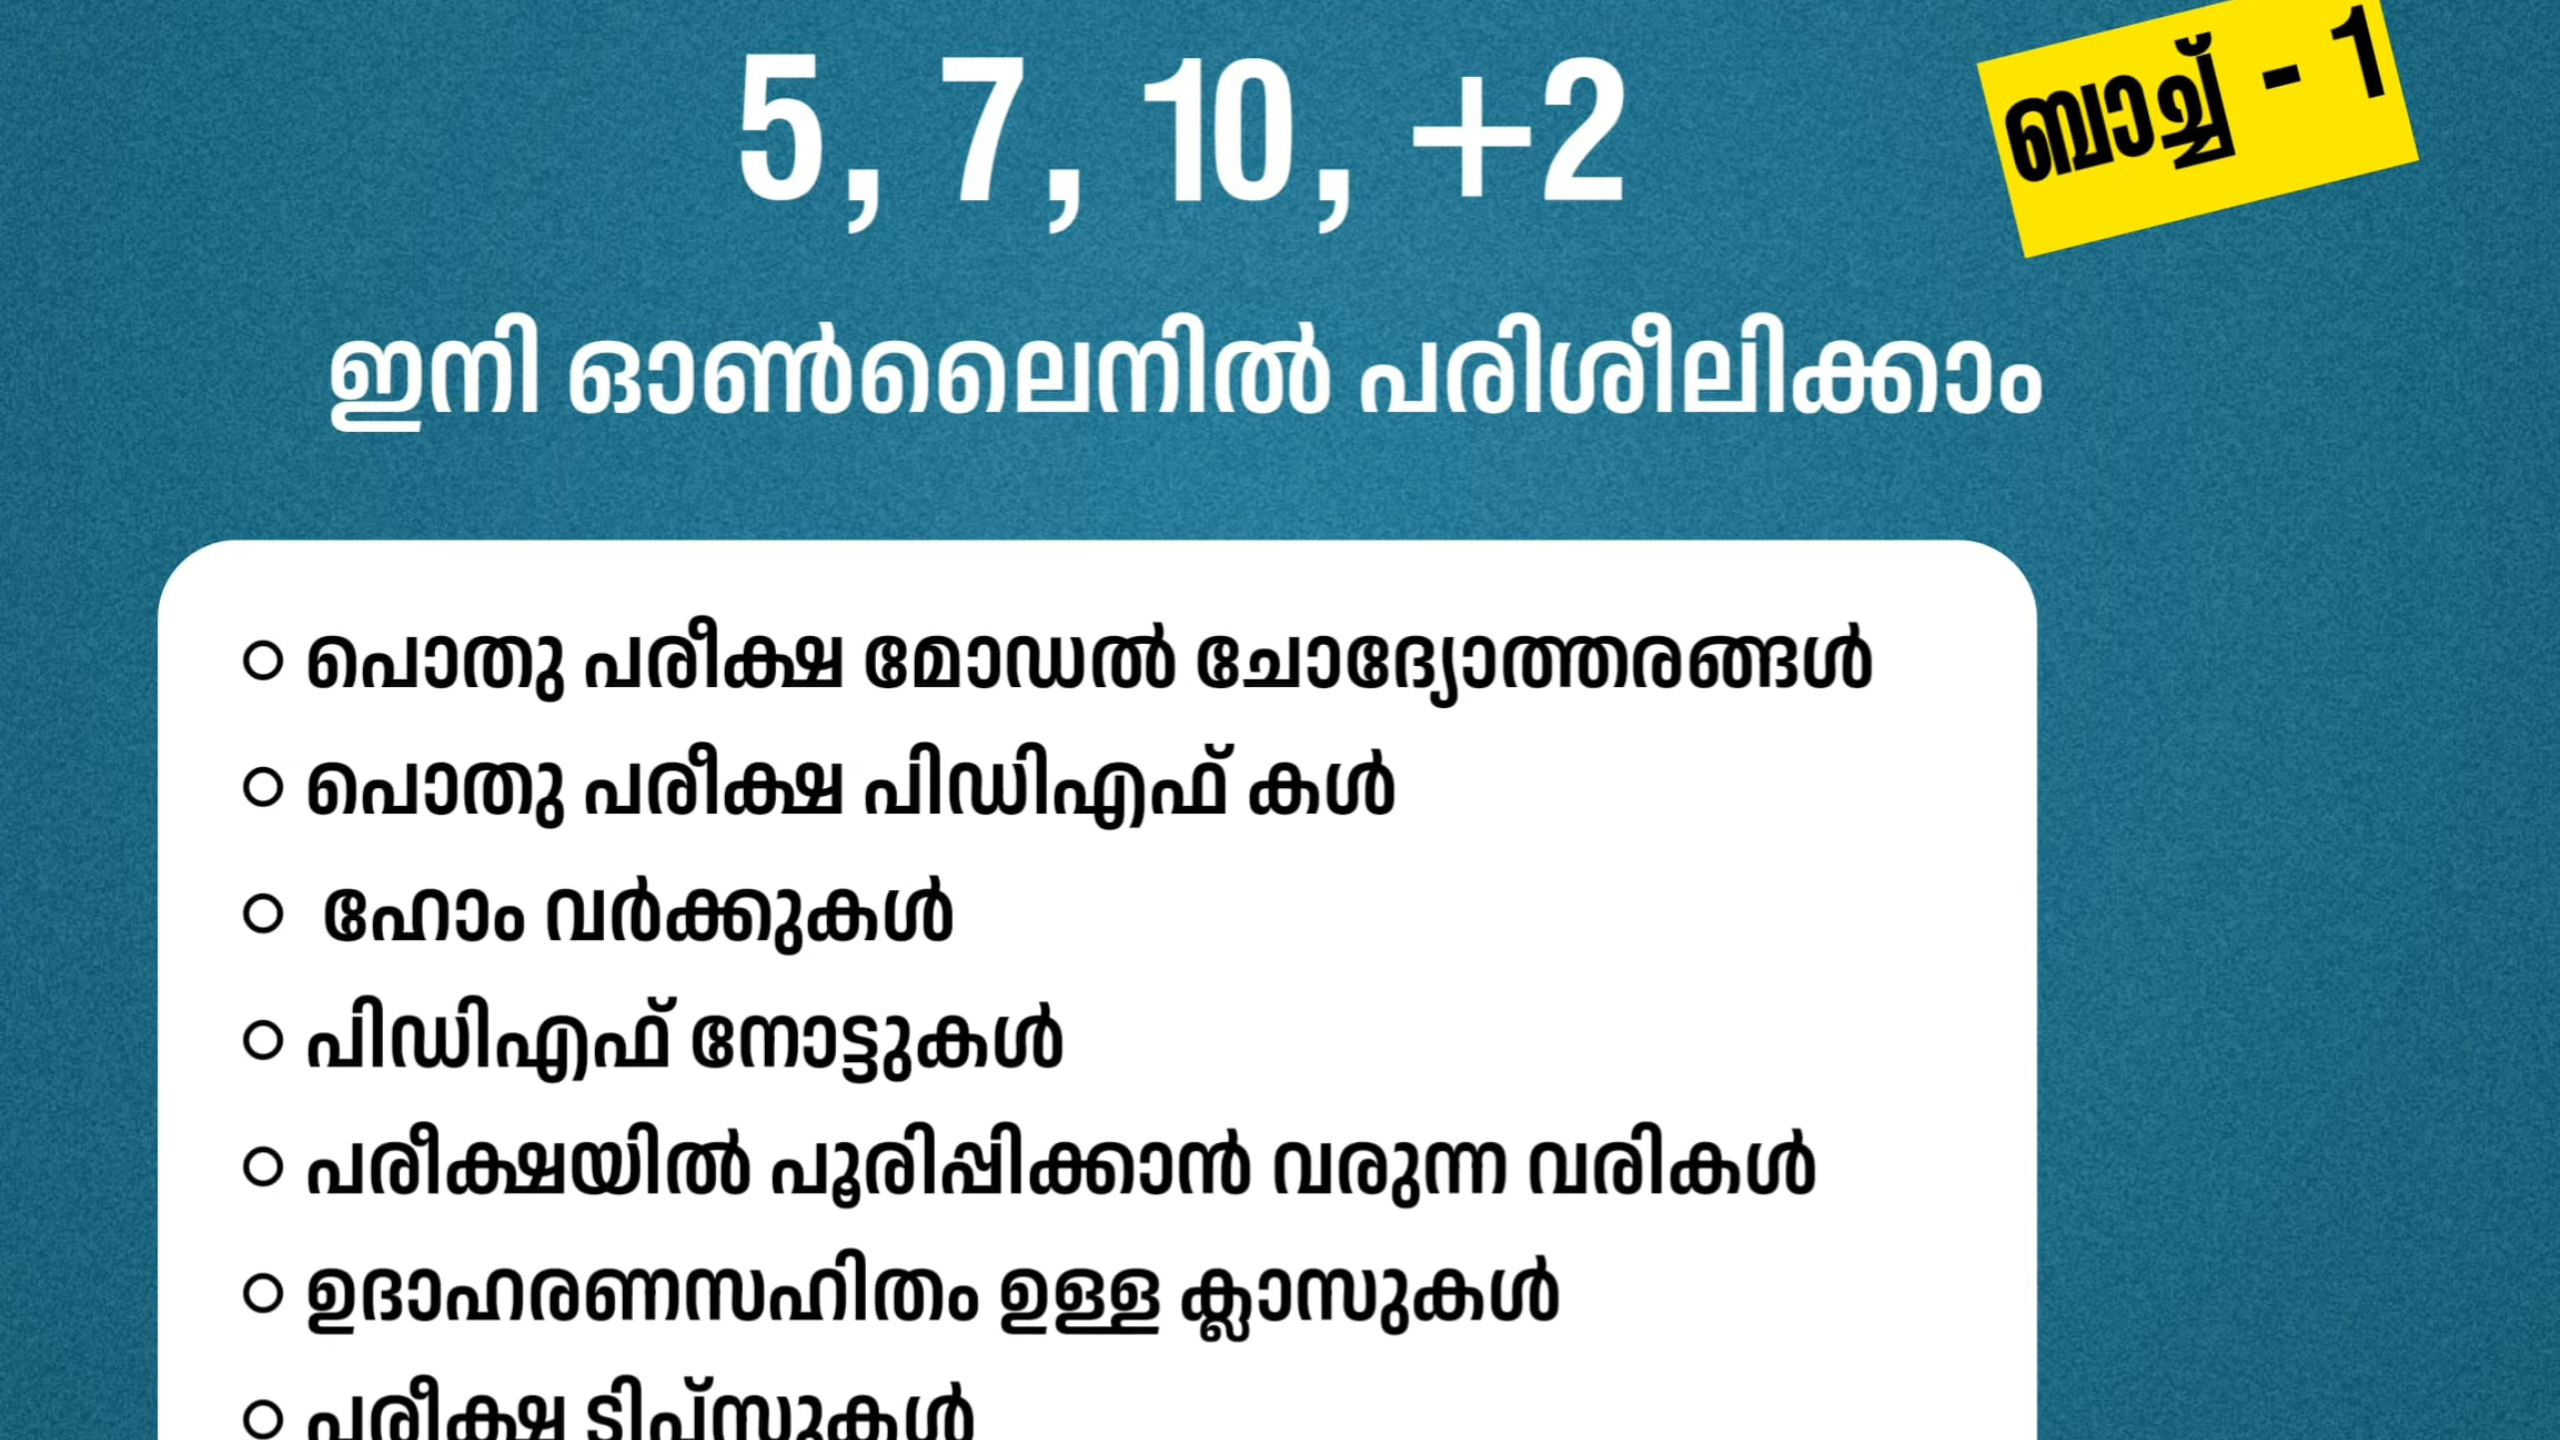 5, 7, 10, +2
ബാച്ച് - 1
ഇനി ഓൺലൈനിൽ പരിശീലിക്കാം
○ പൊതു പരീക്ഷ മോഡൽ ചോദ്യോത്തരങ്ങൾ
○ പൊതു പരീക്ഷ പിഡിഎഫ് കൾ
○ ഹോം വർക്കുകൾ
○ പിഡിഎഫ് നോട്ടുകൾ
○ പരീക്ഷയിൽ പൂരിപ്പിക്കാൻ വരുന്ന വരികൾ
○ ഉദാഹരണസഹിതം ഉള്ള ക്ലാസുകൾ
○ പരീക്ഷ ടിപ്സുകൾ